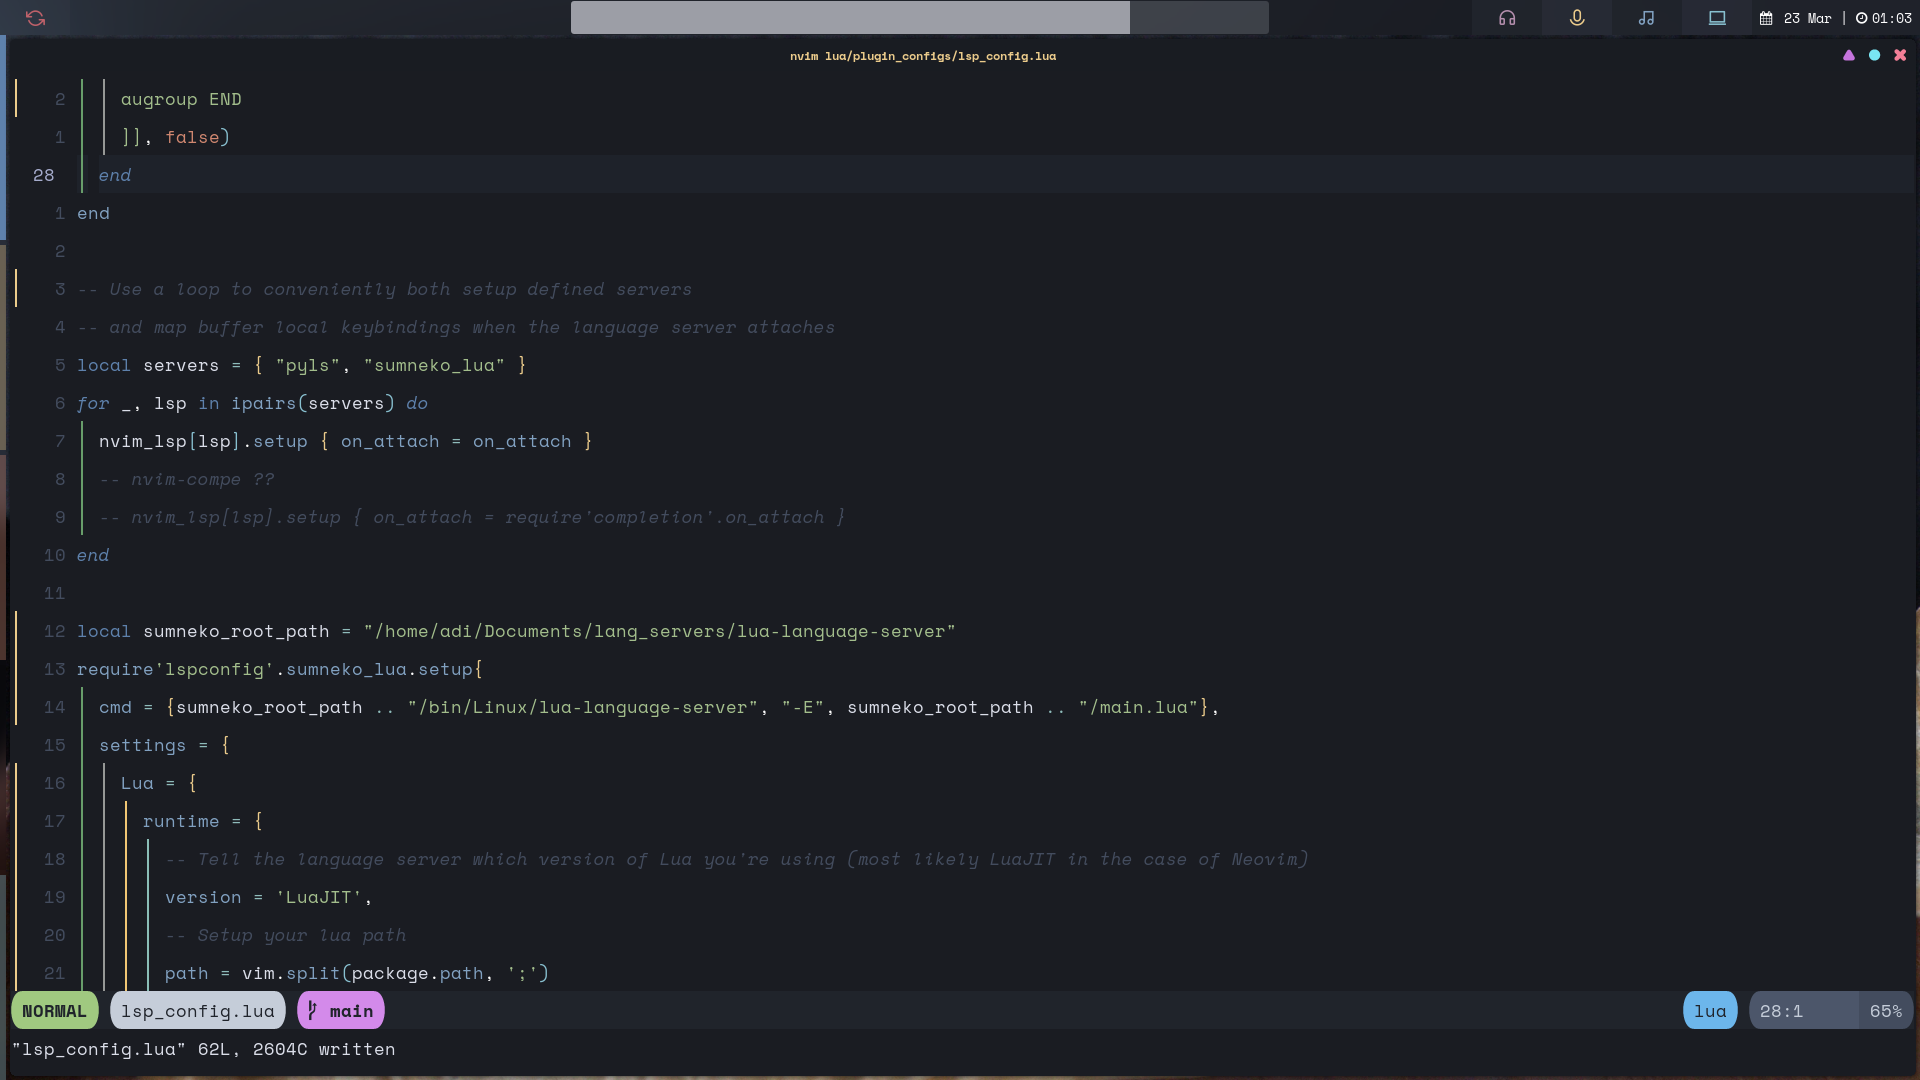 23 Mar | 01:03
nvim lua/plugin_configs/lsp_config.lua
2 augroup END
1 ]], false)
28 end
1 end
2
3 -- Use a loop to conveniently both setup defined servers
4 -- and map buffer local keybindings when the language server attaches
5 local servers = { "pyls", "sumneko_lua" }
6 for _, lsp in ipairs(servers) do
7 nvim_lsp[lsp].setup { on_attach = on_attach }
8 -- nvim-compe ??
9 -- nvim_lsp[lsp].setup { on_attach = require'completion'.on_attach }
10 end
11
12 local sumneko_root_path = "/home/adi/Documents/lang_servers/lua-language-server"
13 require'lspconfig'.sumneko_lua.setup{
14 cmd = {sumneko_root_path .. "/bin/Linux/lua-language-server", "-E", sumneko_root_path .. "/main.lua"},
15 settings = {
16 Lua = {
17 runtime = {
18 -- Tell the language server which version of Lua you're using (most likely LuaJIT in the case of Neovim)
19 version = 'LuaJIT',
20 -- Setup your lua path
21 path = vim.split(package.path, ';')
NORMAL lsp_config.lua main lua 28:1 65%
"lsp_config.lua" 62L, 2604C written